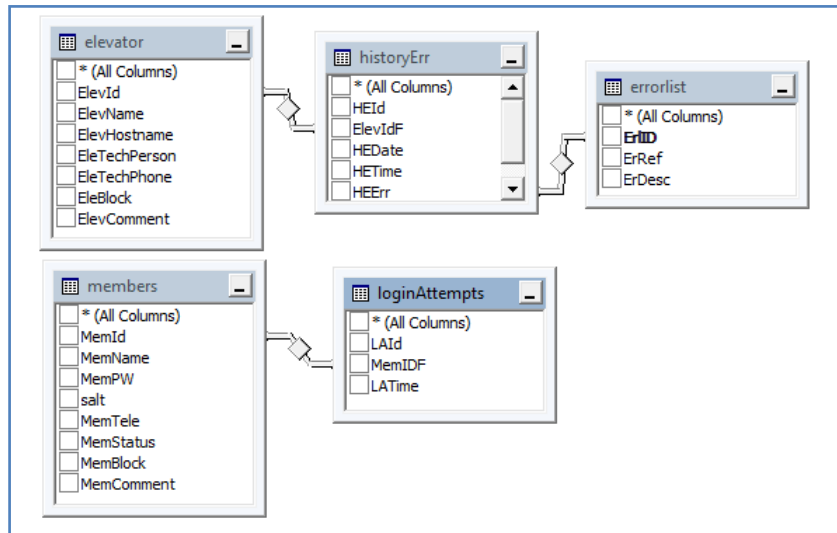 elevator
* (All Columns)
ElevId
ElevName
ElevHostname
EleTechPerson
EleTechPhone
EleBlock
ElevComment
historyErr
* (All Columns)
HEId
ElevIdF
HEDate
HETime
HEErr
errorlist
* (All Columns)
ErRef
ErDesc
members
* (All Columns)
MemId
MemName
MemPW
salt
MemTele
MemStatus
MemBlock
MemComment
loginAttempts
* (All Columns)
LAId
MemIDF
LATime